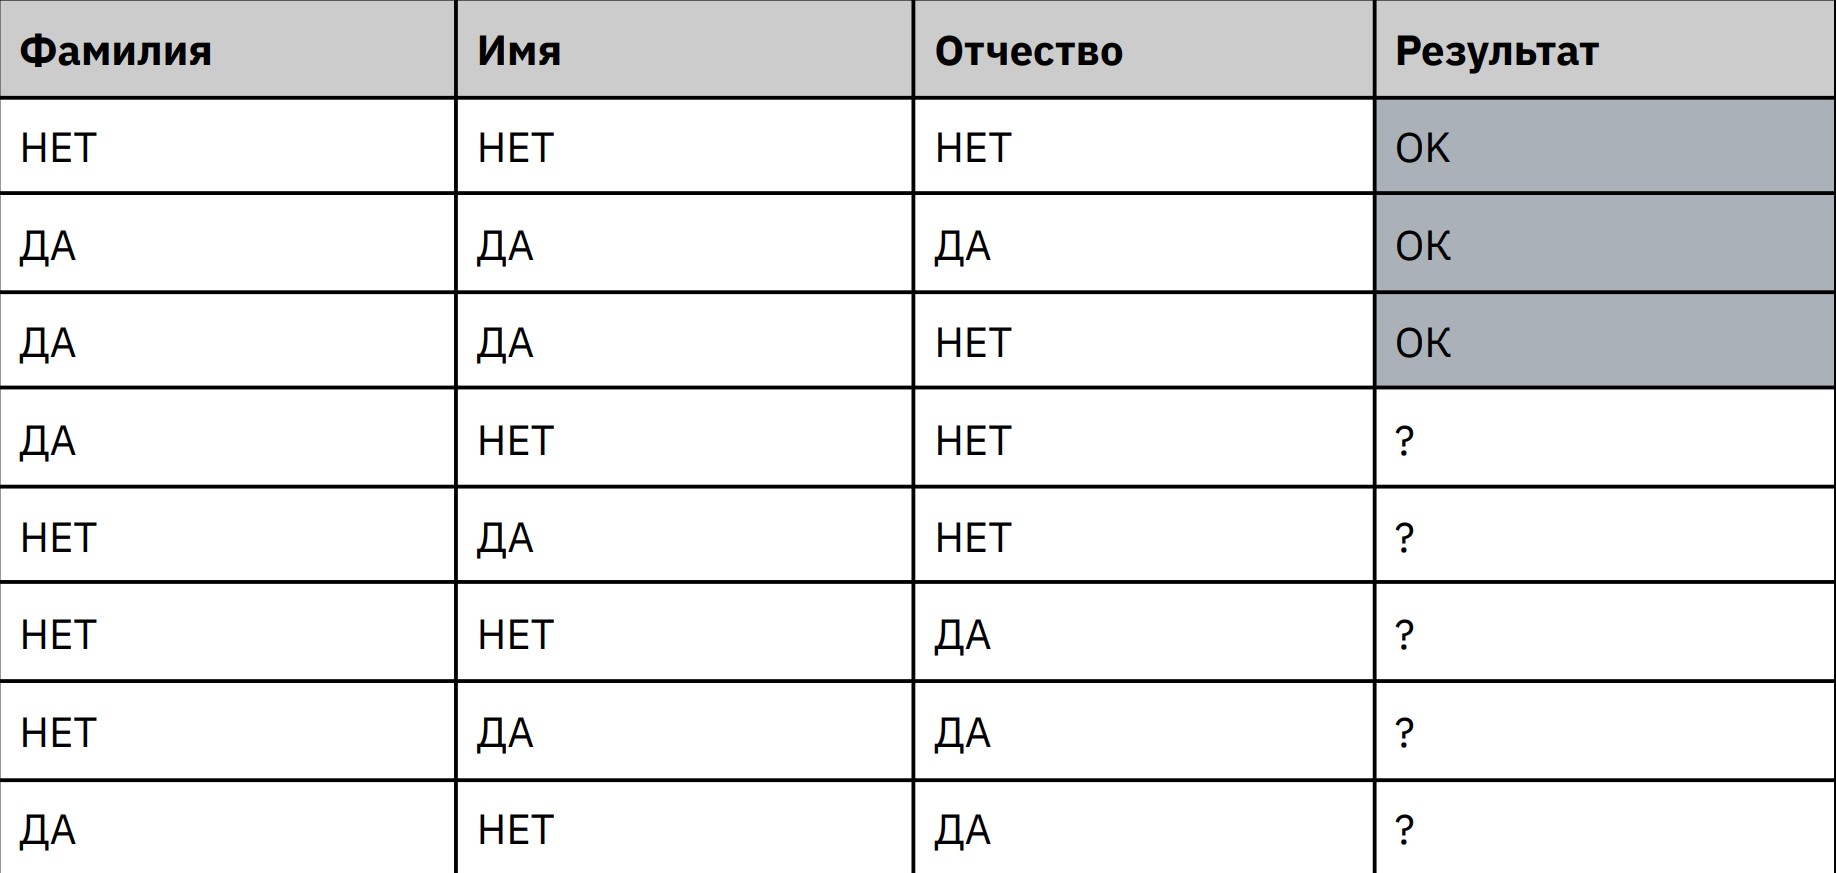 Фамилия Имя Отчество Результат
НЕТ НЕТ НЕТ ОК
ДА ДА ДА ОК
ДА ДА НЕТ ОК
ДА НЕТ НЕТ ?
НЕТ ДА НЕТ ?
НЕТ НЕТ ДА ?
НЕТ ДА ДА ?
ДА НЕТ ДА ?